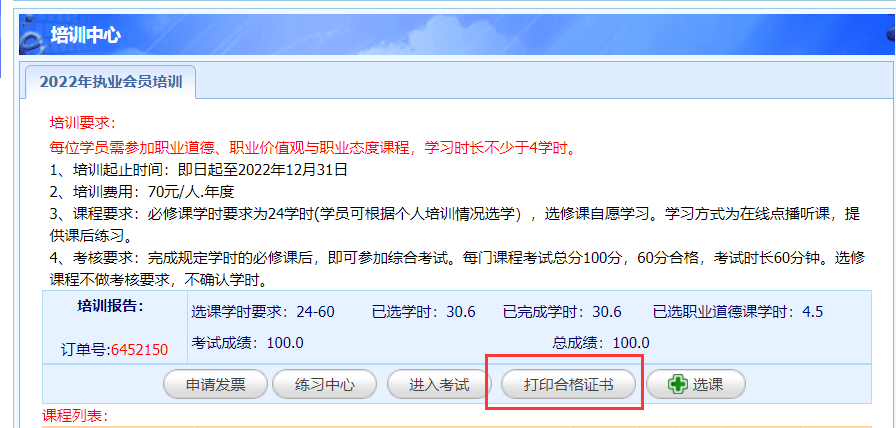 培训中心
2022年执业会员培训
培训要求：
每位学员需参加职业道德、职业价值观与职业态度课程，学习时长不少于4学时。
1、培训起止时间：即日起至2022年12月31日
2、培训费用：70元/人.年度
3、课程要求：必修课学时要求为24学时(学员可根据个人培训情况选学），选修课自愿学习。学习方式为在线点播听课，提
供课后练习。
4、考核要求：完成规定学时的必修课后，即可参加综合考试。每门课程考试总分100分，60分合格，考试时长60分钟。选修
课程不做考核要求，不确认学时。
培训报告：
订单号:6452150
选课学时要求：24-60 已选学时：30.6 已完成学时：30.6 已选职业道德课学时：4.5
考试成绩：100.0 总成绩：100.0
申请发票 练习中心 进入考试 打印合格证书 选课
课程列表：